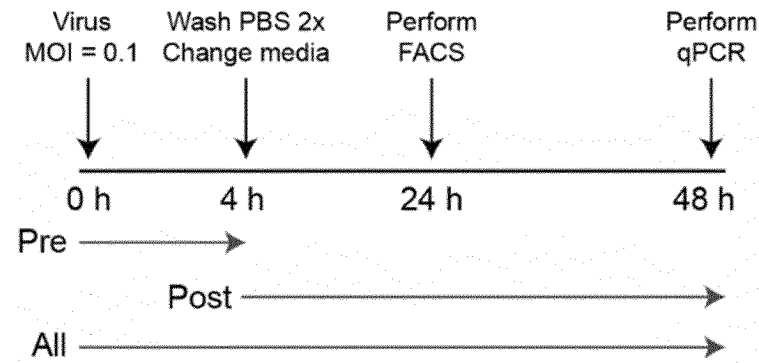 Virus
MOI = 0.1
Wash PBS 2x
Change media
Perform
FACS
Perform
qPCR
0 h
4 h
24 h
48 h
Pre
Post
All